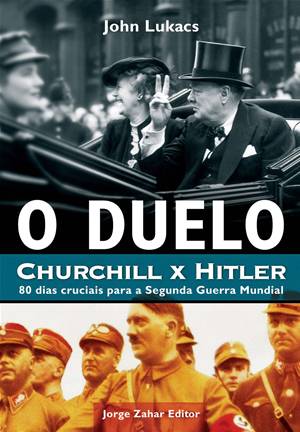 John Lukacs
O DUELO
CHURCHILL X HITLER
80 dias cruciais para a Segunda Guerra Mundial
Jorge Zahar Editor